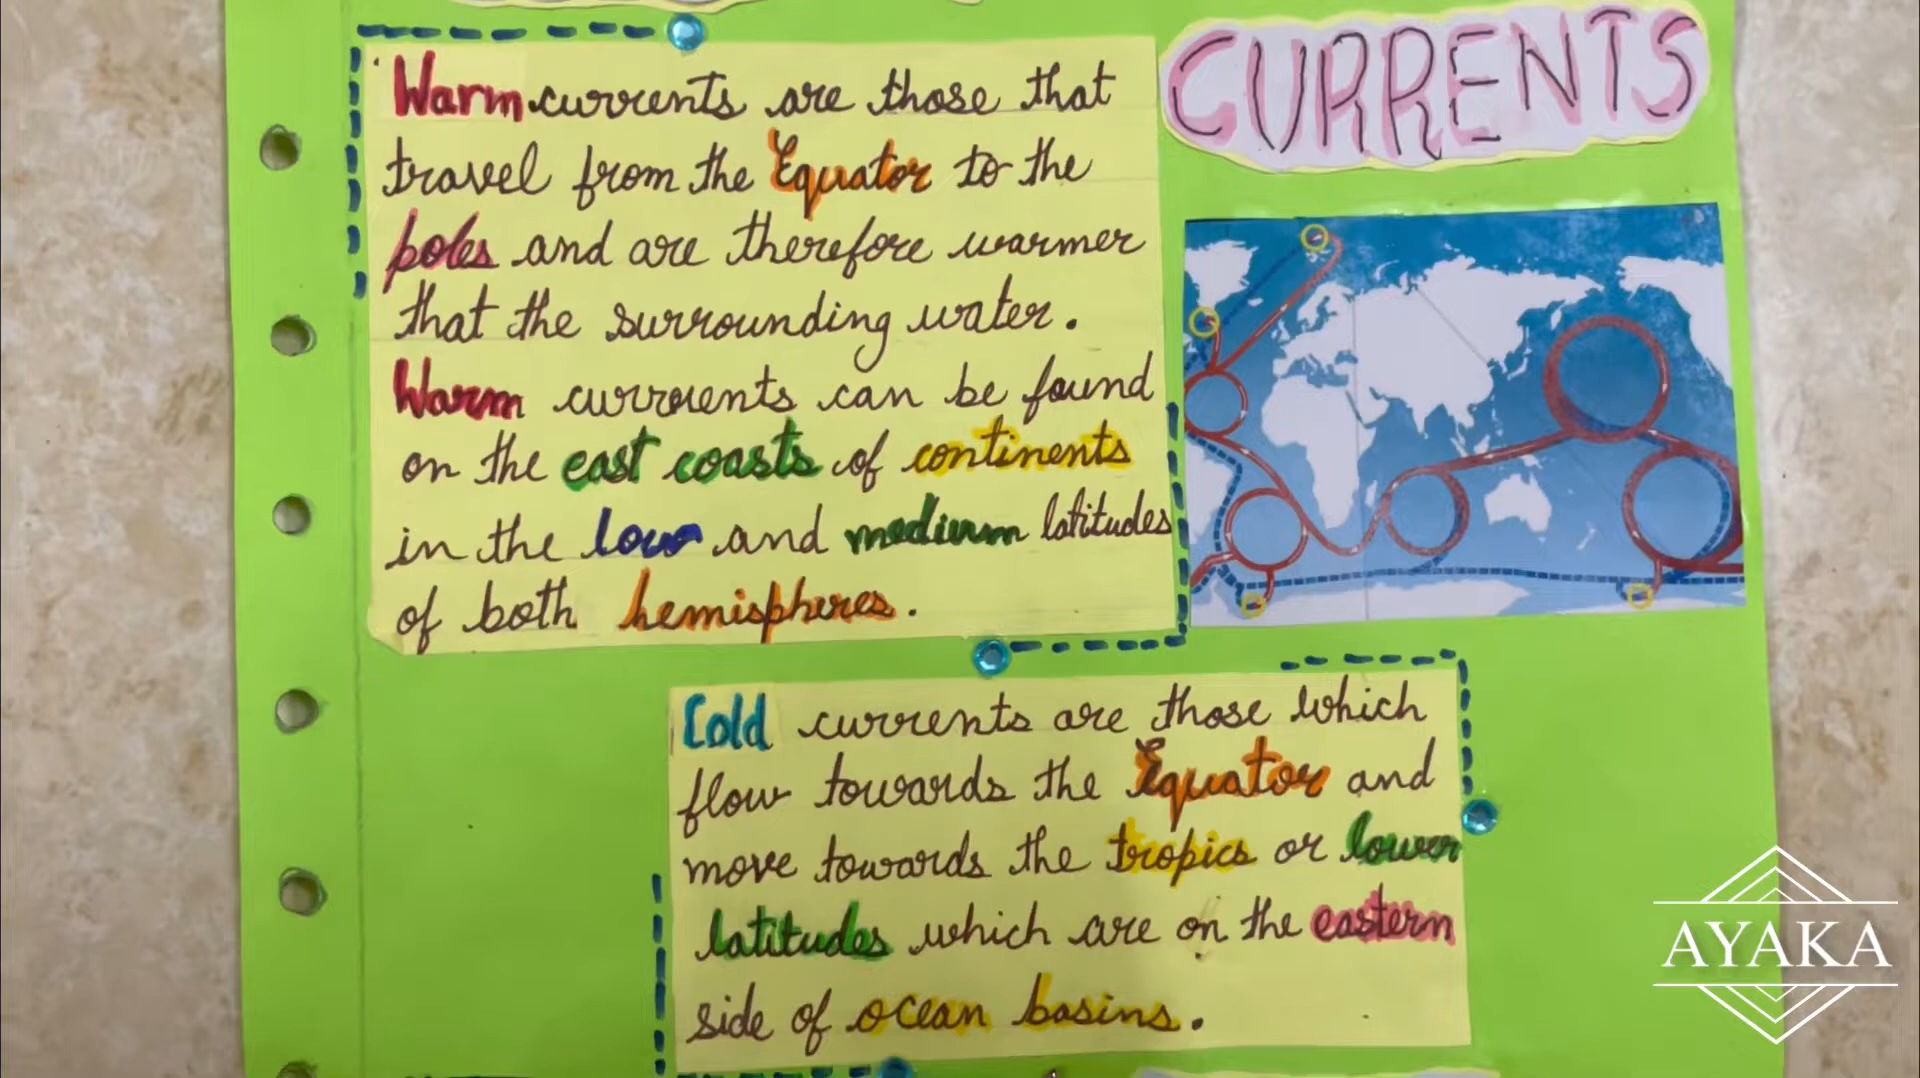 CURRENTS
Warm currents are those that
travel from the Equator to the
poles and are therefore warmer
that the surrounding water.
Warm currents can be found
on the east coasts of continents
in the low and medium latitudes
of both hemispheres.
Cold currents are those which
flow towards the Equator and
move towards the tropics or lower
latitudes which are on the eastern
side of ocean basins.
AYAKA